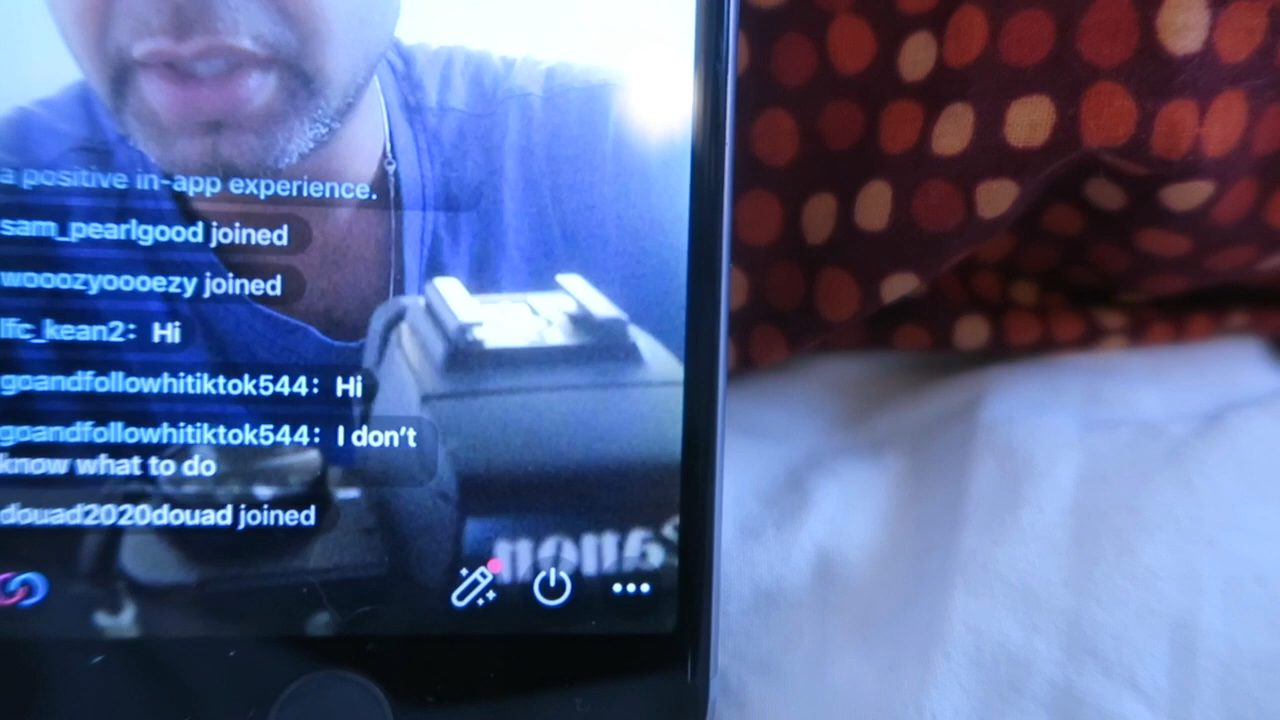 a positive in-app experience.
sam_pearlgood joined
wooozyoooezy joined
lfc_kean2: Hi
goandfollowhitiktok544: Hi
goandfollowhitiktok544: I don't
know what to do
douad2020douad joined
Canon